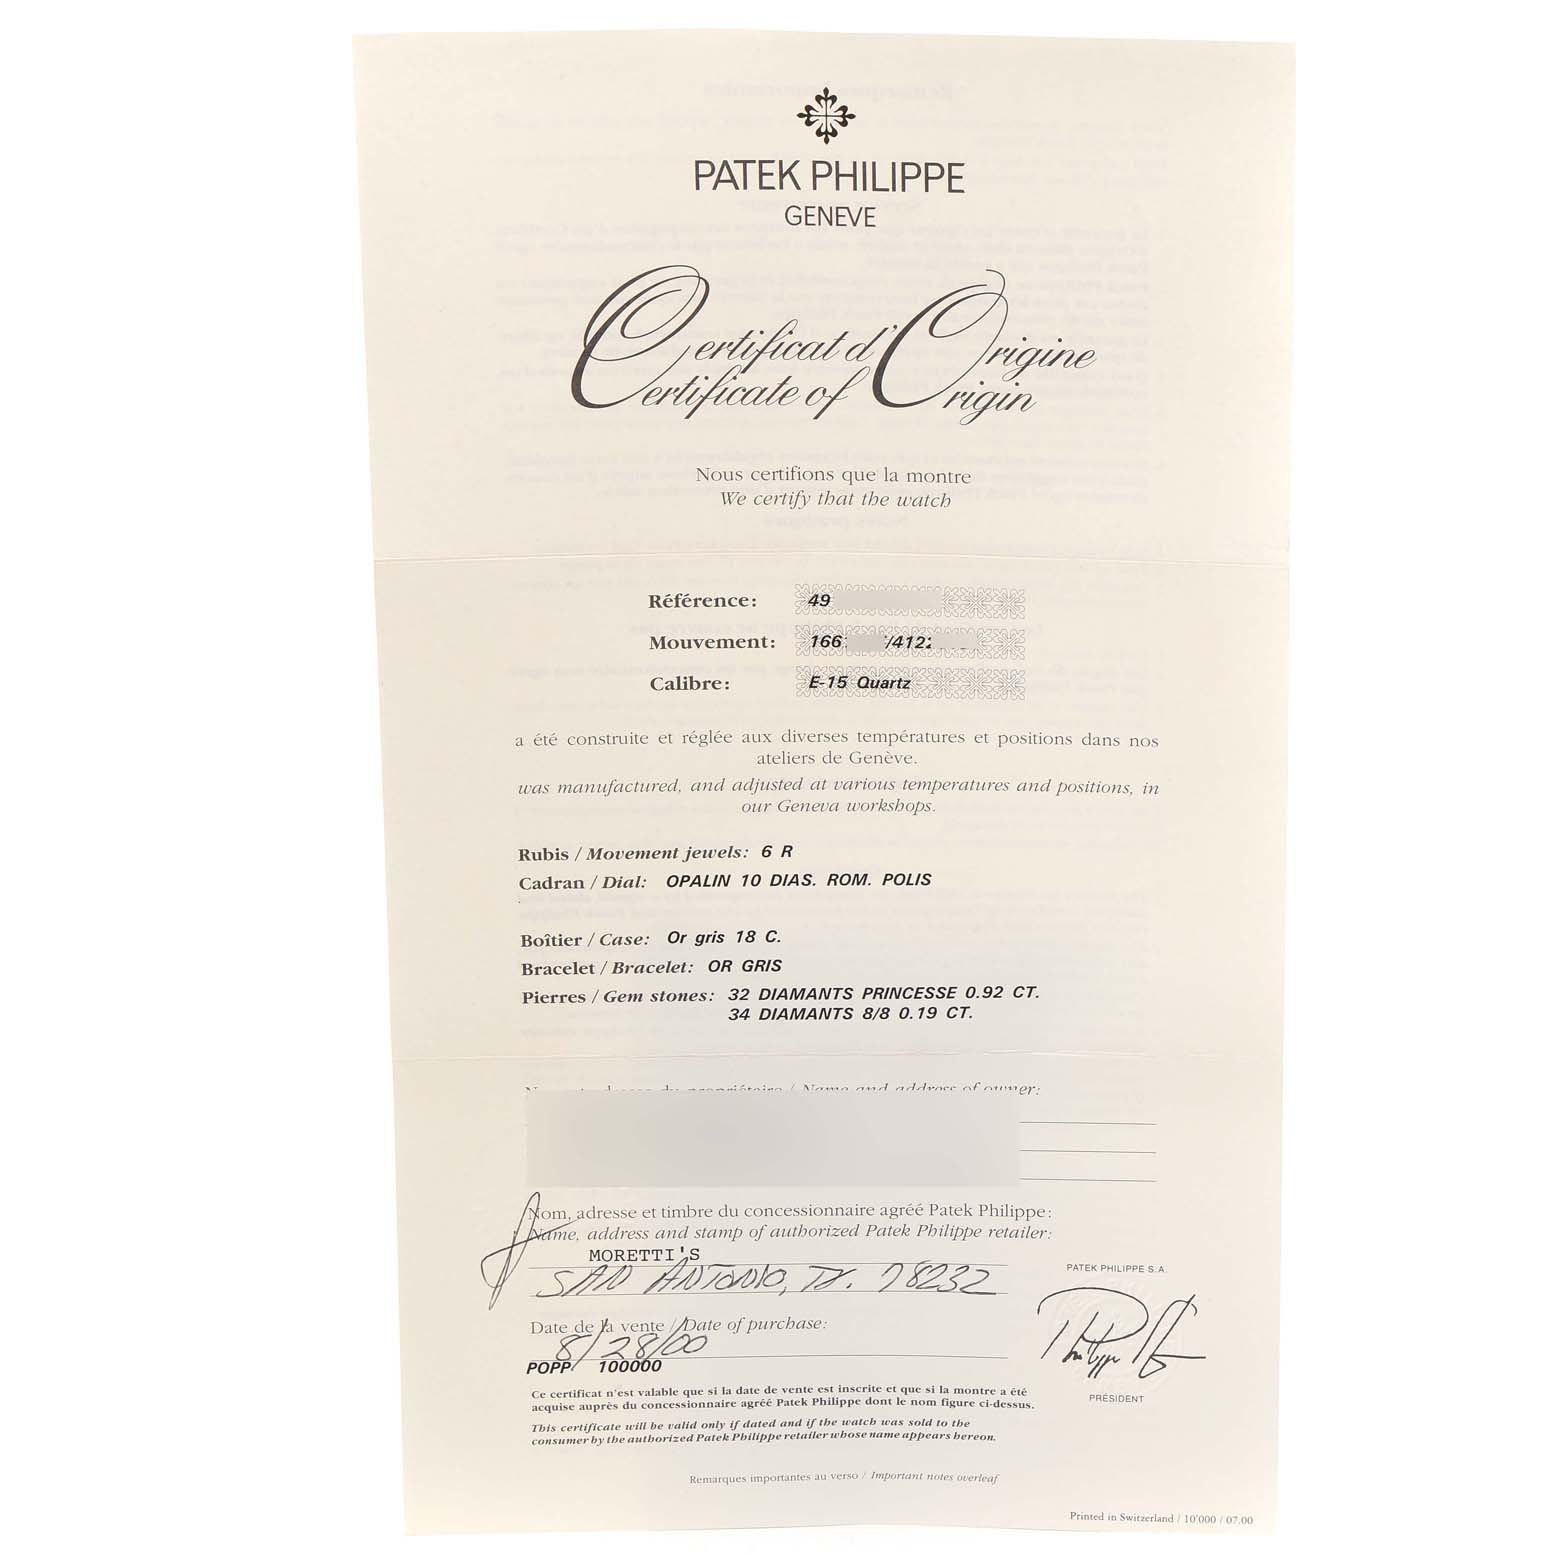 PATEK PHILIPPE
GENEVE
Certificat d'Origine
Certificate of Origin
Nous certifions que la montre
We certify that the watch
Référence: 49
Mouvement: 166 /412
Calibre: E-15 Quartz
a été construite et réglée aux diverses températures et positions dans nos
ateliers de Genève.
was manufactured, and adjusted at various temperatures and positions, in
our Geneva workshops.
Rubis / Movement jewels: 6 R
Cadran / Dial: OPALIN 10 DIAS. ROM. POLIS
Boîtier / Case: Or gris 18 C.
Bracelet / Bracelet: OR GRIS
Pierres / Gem stones: 32 DIAMANTS PRINCESSE 0.92 CT.
34 DIAMANTS 8/8 0.19 CT.
propriétaire / Name and address of owner:
Nom, adresse et timbre du concessionnaire agréé Patek Philippe:
Name, address and stamp of authorized Patek Philippe retailer:
MORETTI'S
SAN ANTONIO, TX. 78232
PATEK PHILIPPE S.A.
Date de la vente / Date of purchase:
8/28/00
POPP 100000
PRÉSIDENT
Ce certificat n'est valable que si la date de vente est inscrite et que si la montre a été
acquise auprès du concessionnaire agréé Patek Philippe dont le nom figure ci-dessus.
This certificate will be valid only if dated and if the watch was sold to the
consumer by the authorized Patek Philippe retailer whose name appears hereon.
Remarques importantes au verso / Important notes overleaf
Printed in Switzerland / 10'000 / 07.00